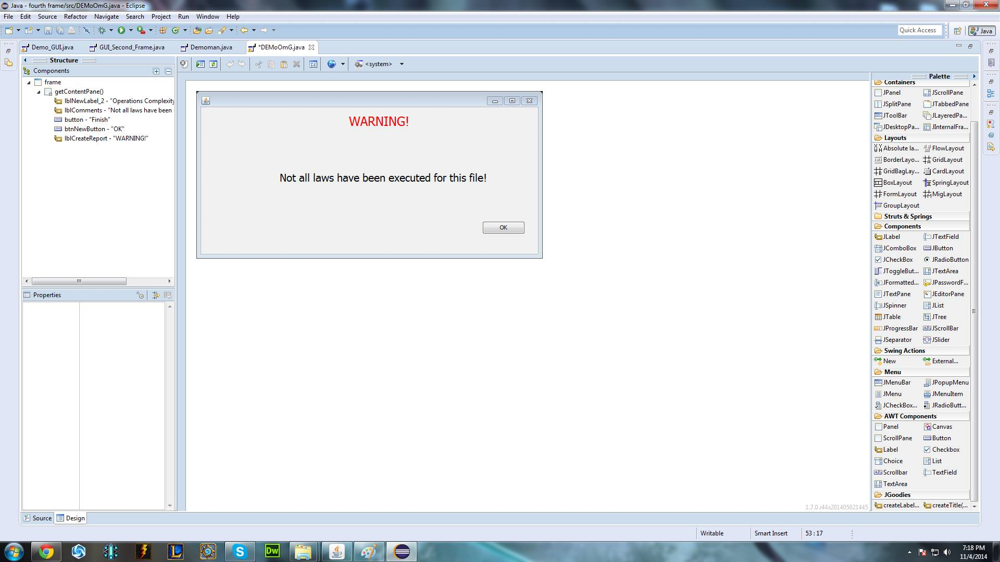 Java - fourth frame/src/DEMoOmG.java - Eclipse
File Edit Source Refactor Navigate Search Project Run Window Help
Quick Access Java
Demo_GUI.java GUI_Second_Frame.java Demoman.java *DEMoOmG.java
Structure
Components
frame
getContentPane()
lblNewLabel_2 - "Operations Complexity
lblComments - "Not all laws have been
button - "Finish"
btnNewButton - "OK"
lblCreateReport - "WARNING!"
Properties
Source Design
<system>
WARNING!
Not all laws have been executed for this file!
OK
1.7.0.r44x201405021445
Palette
Containers
JPanel JScrollPane
JSplitPane JTabbedPane
JToolBar JLayeredPa...
JDesktopPa... JInternalFra...
Layouts
Absolute la... FlowLayout
BorderLayo... GridLayout
GridBagLay... CardLayout
BoxLayout SpringLayout
FormLayout MigLayout
GroupLayout
Struts & Springs
Components
JLabel JTextField
JComboBox JButton
JCheckBox JRadioButton
JToggleBut... JTextArea
JFormatted... JPasswordF...
JTextPane JEditorPane
JSpinner JList
JTable JTree
JProgressBar JScrollBar
JSeparator JSlider
Swing Actions
New External...
Menu
JMenuBar JPopupMenu
JMenu JMenuItem
JCheckBox... JRadioButt...
AWT Components
Panel Canvas
ScrollPane Button
Label Checkbox
Choice List
Scrollbar TextField
TextArea
JGoodies
createLabel... createTitle(...
Writable Smart Insert 53 : 17
Dw
7:18 PM
11/4/2014